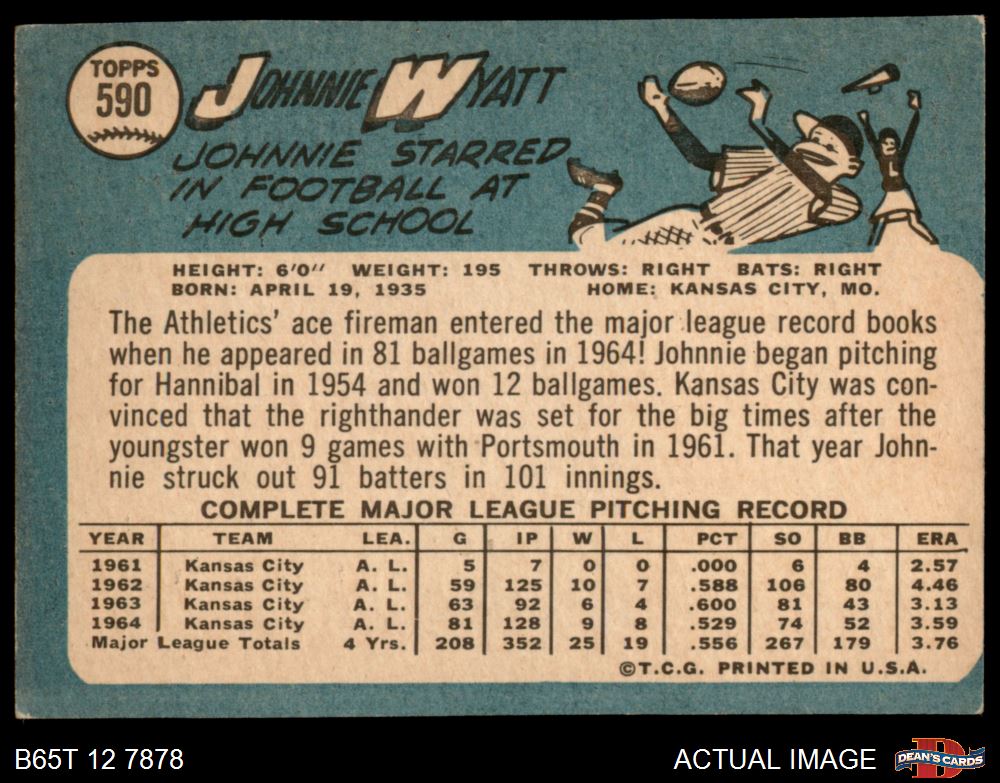 TOPPS
590
JOHNNIE WYATT
JOHNNIE STARRED
IN FOOTBALL AT
HIGH SCHOOL
L
HEIGHT: 6'0" WEIGHT: 195 THROWS: RIGHT BATS: RIGHT
BORN: APRIL 19, 1935 HOME: KANSAS CITY, MO.
The Athletics' ace fireman entered the major league record books
when he appeared in 81 ballgames in 1964! Johnnie began pitching
for Hannibal in 1954 and won 12 ballgames. Kansas City was con-
vinced that the righthander was set for the big times after the
youngster won 9 games with Portsmouth in 1961. That year John-
nie struck out 91 batters in 101 innings.
COMPLETE MAJOR LEAGUE PITCHING RECORD
YEAR TEAM LEA. G IP W L PCT SO BB ERA
1961 Kansas City A. L. 5 7 0 0 .000 6 4 2.57
1962 Kansas City A. L. 59 125 10 7 .588 106 80 4.46
1963 Kansas City A. L. 63 92 6 4 .600 81 43 3.13
1964 Kansas City A. L. 81 128 9 8 .529 74 52 3.59
Major League Totals 4 Yrs. 208 352 25 19 .556 267 179 3.76
©T.C.G. PRINTED IN U.S.A.
B65T 12 7878 ACTUAL IMAGE D DEAN'S CARDS